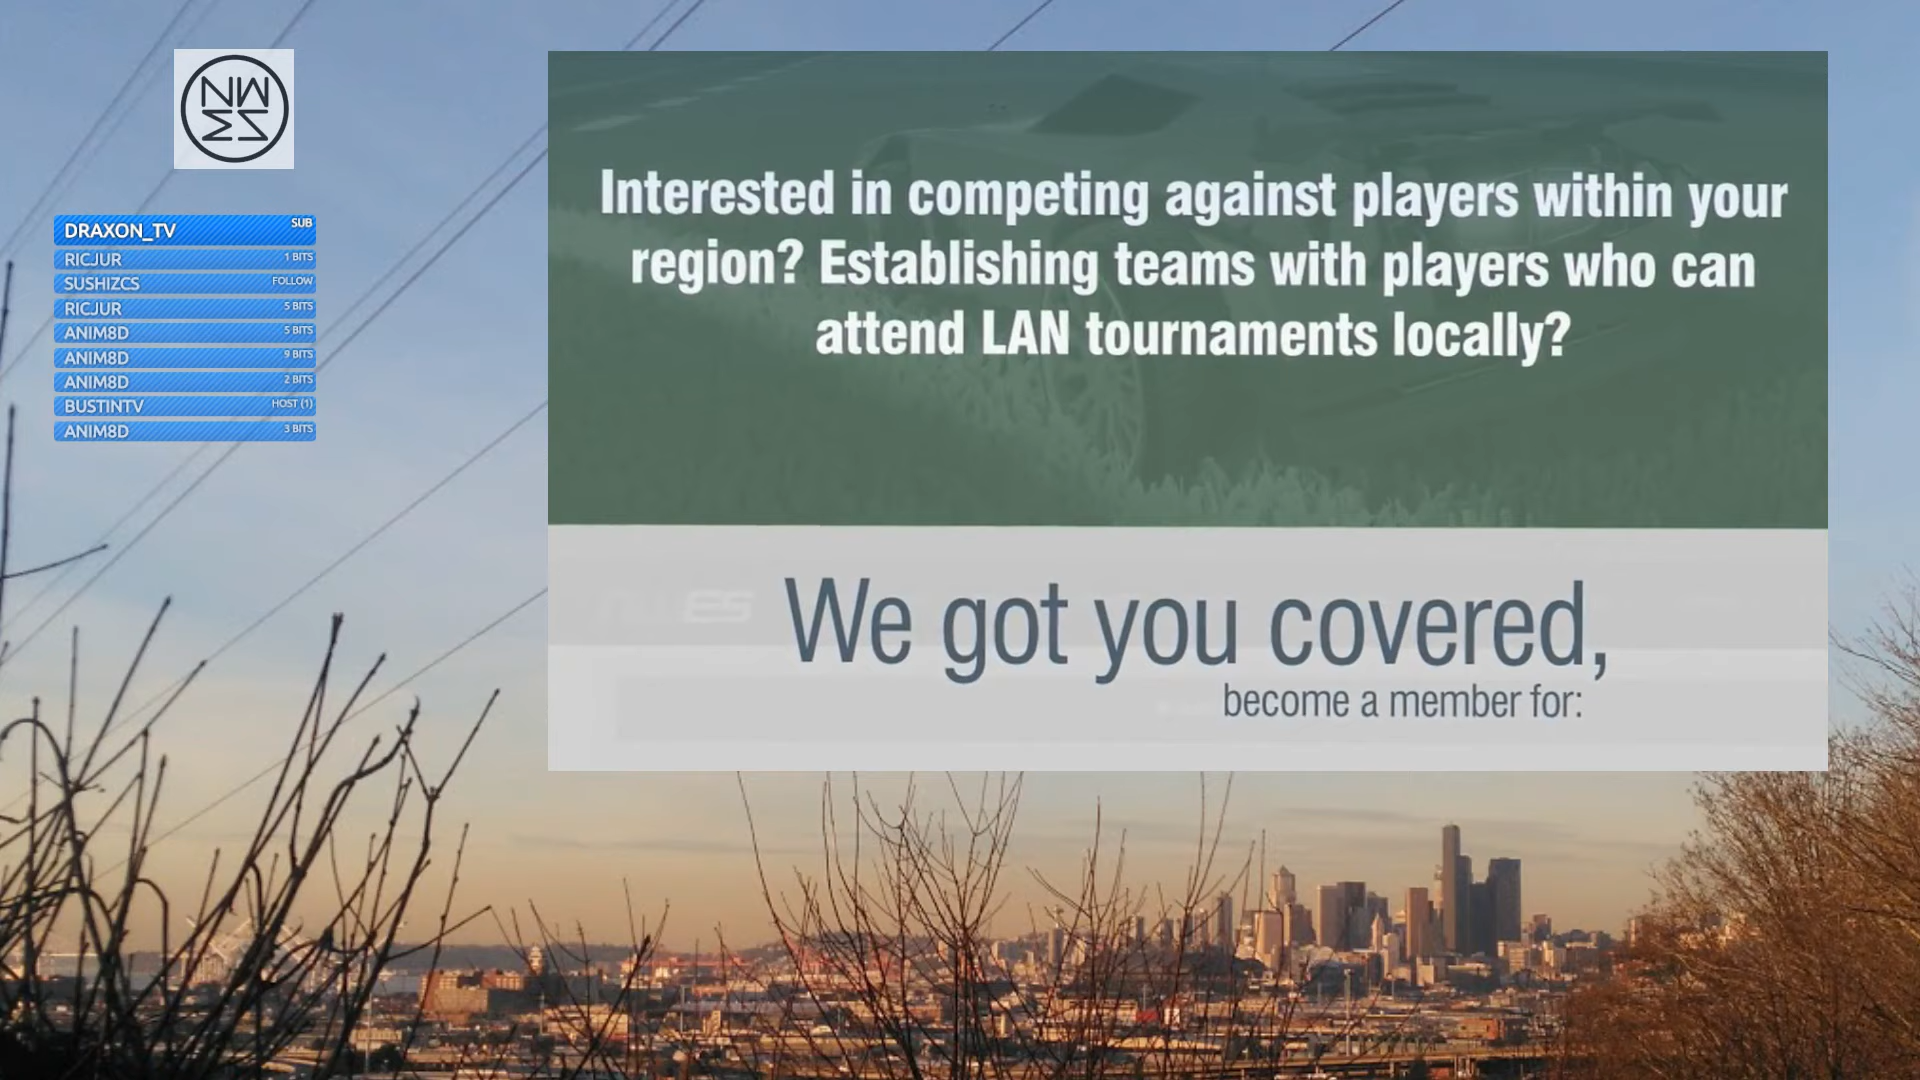 NW
ES
DRAXON_TV SUB
RICJUR 1 BITS
SUSHIZCS FOLLOW
RICJUR 5 BITS
ANIM8D 5 BITS
ANIM8D 9 BITS
ANIM8D 2 BITS
BUSTINTV HOST (1)
ANIM8D 3 BITS
Interested in competing against players within your
region? Establishing teams with players who can
attend LAN tournaments locally?
NWES
We got you covered,
become a member for: